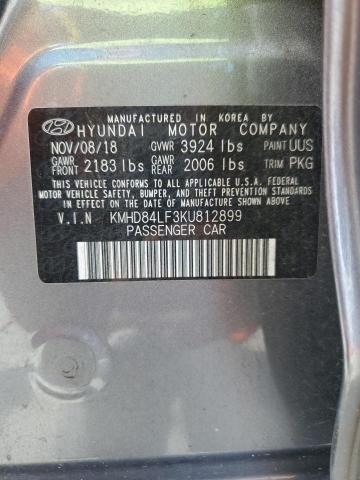 MANUFACTURED IN KOREA BY
HYUNDAI MOTOR COMPANY
NOV/08/18 GVWR 3924 lbs PAINT UUS
GAWR FRONT 2183 lbs GAWR REAR 2006 lbs TRIM PKG
THIS VEHICLE CONFORMS TO ALL APPLICABLE U.S.A. FEDERAL
MOTOR VEHICLE SAFETY, BUMPER, AND THEFT PREVENTION
STANDARDS IN EFFECT ON THE DATE OF MANUFACTURE SHOWN ABOVE.
V.I.N KMHD84LF3KU812899
PASSENGER CAR